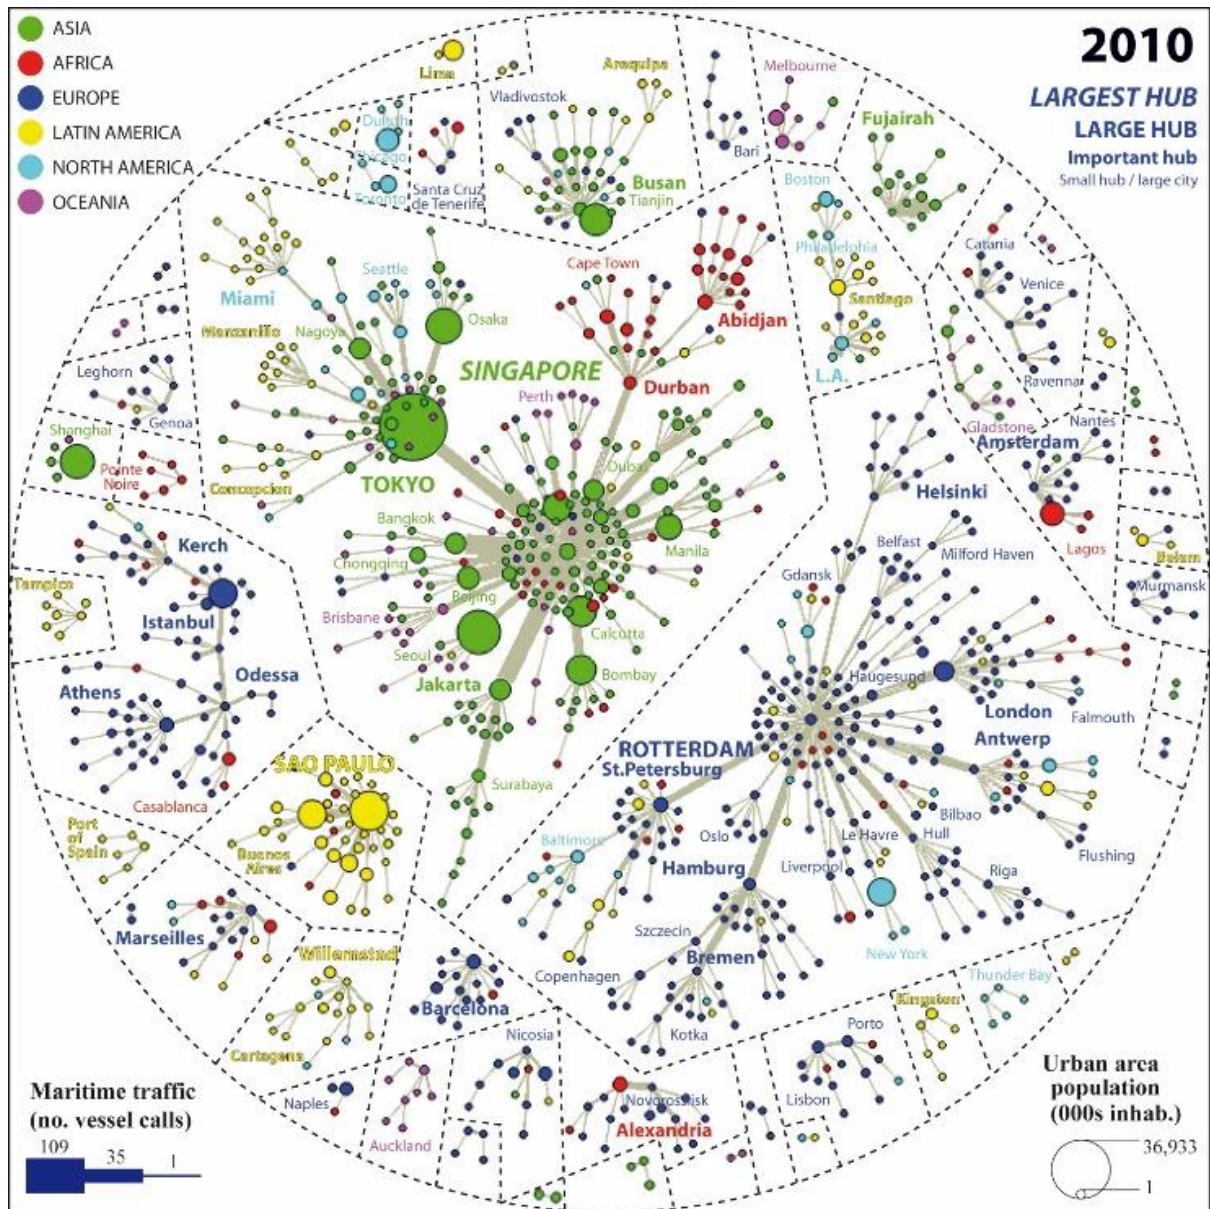 ASIA
AFRICA
EUROPE
LATIN AMERICA
NORTH AMERICA
OCEANIA
2010
LARGEST HUB
LARGE HUB
Important hub
Small hub / large city
Lima
Arequipa
Vladivostok
Melbourne
Fujairah
Duluth
Chicago
Toronto
Santa Cruz
de Tenerife
Busan
Tianjin
Bari
Boston
Philadelphia
Catania
Venice
Santiago
Seattle
Cape Town
Miami
Manzanillo
Nagoya
Osaka
Abidjan
SINGAPORE
Durban
L.A.
Ravenna
Leghorn
Genoa
Perth
Gladstone
Nantes
Amsterdam
Shanghai
Pointe
Noire
TOKYO
Dubai
Concepcion
Helsinki
Lagos
Bangkok
Manila
Belfast
Milford Haven
Belem
Kerch
Chongqing
Gdansk
Murmansk
Tampico
Beijing
Istanbul
Brisbane
Calcutta
Seoul
Odessa
Jakarta
Bombay
Haugesund
Athens
London
Falmouth
Antwerp
ROTTERDAM
St.Petersburg
SAO PAULO
Surabaya
Casablanca
Bilbao
Port
of
Spain
Buenos
Aires
Baltimore
Oslo
Le Havre
Hull
Flushing
Hamburg
Liverpool
Riga
Marseilles
Szczecin
Willemstad
Bremen
New York
Copenhagen
Thunder Bay
Barcelona
Kingston
Kotka
Nicosia
Porto
Cartagena
Naples
Novorossisk
Lisbon
Auckland
Alexandria
Maritime traffic
(no. vessel calls)
109
35
1
Urban area
population
(000s inhab.)
36,933
1